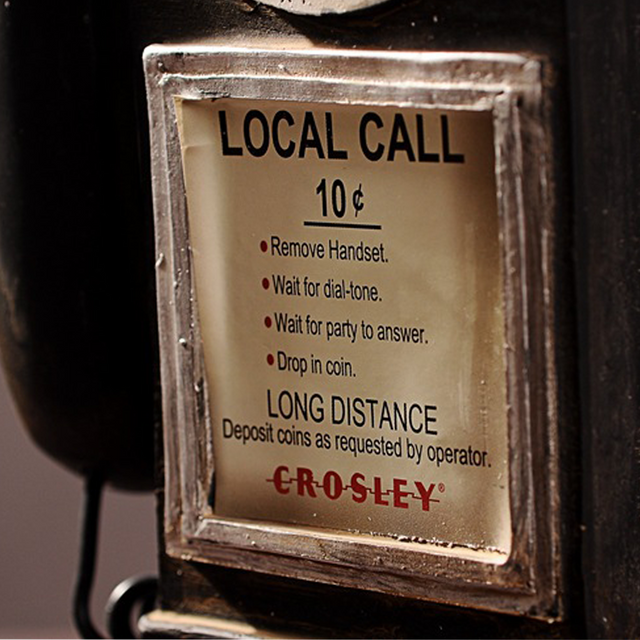 LOCAL CALL
10¢
• Remove Handset.
• Wait for dial-tone.
• Wait for party to answer.
• Drop in coin.
LONG DISTANCE
Deposit coins as requested by operator.
CROSLEY®